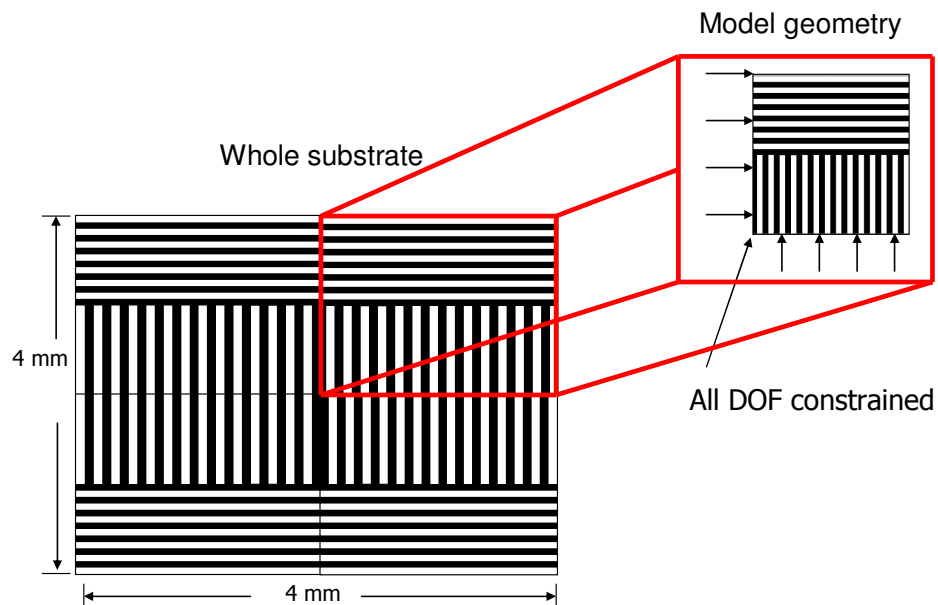 Model geometry
Whole substrate
4 mm
All DOF constrained
4 mm